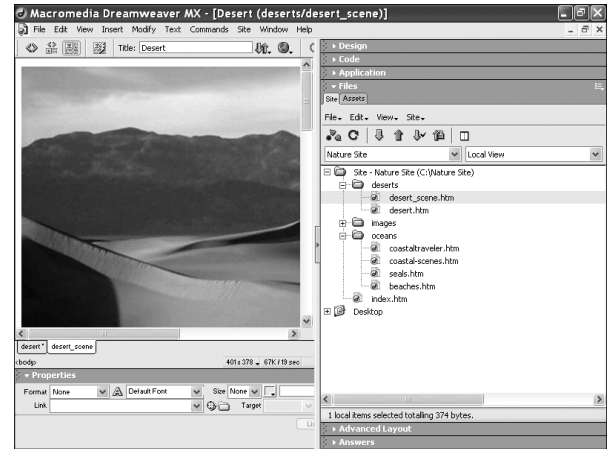 Macromedia Dreamweaver MX - [Desert (deserts/desert_scene)]
File Edit View Insert Modify Text Commands Site Window Help
Title: Desert
Design
Code
Application
Files
Site Assets
File Edit View Site
Nature Site Local View
Site - Nature Site (C:\Nature Site)
deserts
desert_scene.htm
desert.htm
images
oceans
coastaltraveler.htm
coastal-scenes.htm
seals.htm
beaches.htm
index.htm
Desktop
desert* desert_scene
<body> 401 x 378 67K / 19 sec
Properties
Format None Default Font Size None
Link Target
1 local items selected totalling 374 bytes.
Advanced Layout
Answers